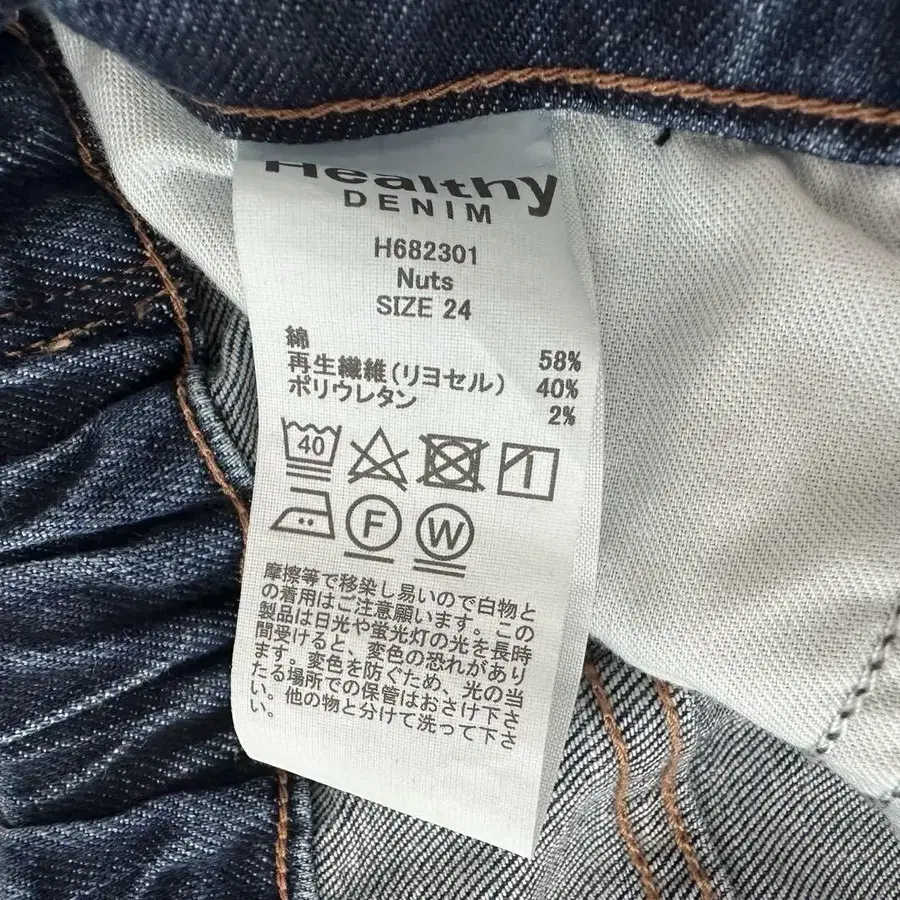 Healthy
DENIM
H682301
Nuts
SIZE 24
綿 58%
再生繊維(リヨセル) 40%
ポリウレタン 2%
40
1
F
W
摩擦等で移染し易いので白物と
の着用はご注意願います。この
製品は日光や蛍光灯の光を長時
間受けると、変色の恐れがあり
ます。変色を防ぐため、光の当
たる場所での保管はおさけ下さ
い。他の物と分けて洗って下さ
い。